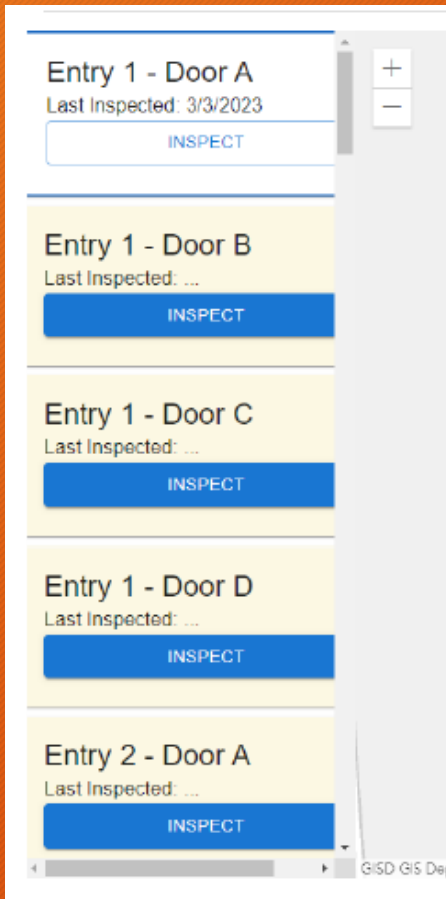 Entry 1 - Door A
Last Inspected: 3/3/2023
INSPECT
Entry 1 - Door B
Last Inspected: ...
INSPECT
Entry 1 - Door C
Last Inspected: ...
INSPECT
Entry 1 - Door D
Last Inspected: ...
INSPECT
Entry 2 - Door A
Last Inspected: ...
INSPECT
+
—
GISD GIS De